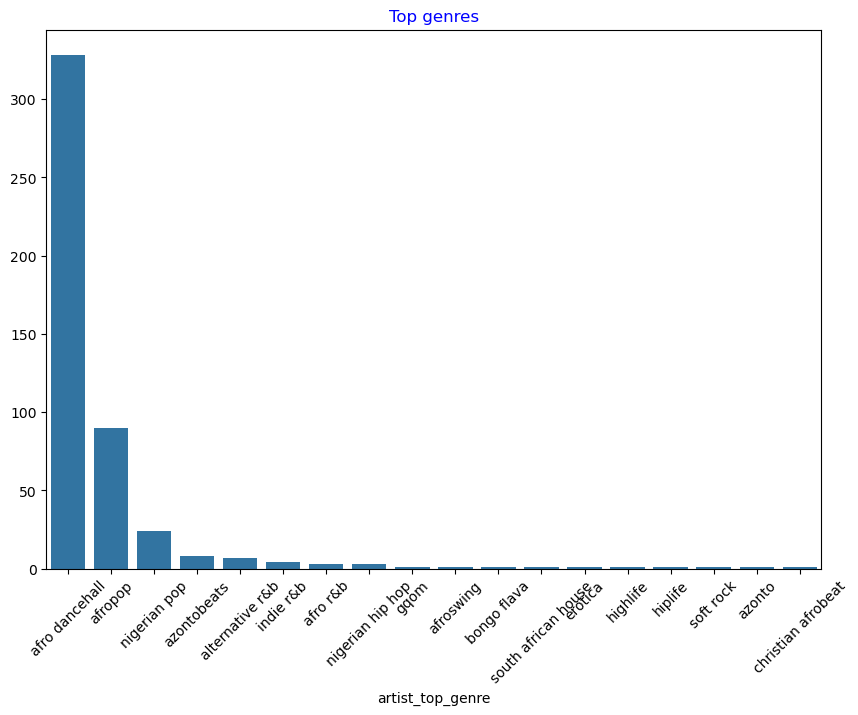 Top genres
300
250
200
150
100
50
0
afro dancehall
afropop
nigerian pop
azontobeats
alternative r&b
indie r&b
afro r&b
nigerian hip hop
gqom
afroswing
bongo flava
south african house
erotica
highlife
hiplife
soft rock
azonto
christian afrobeat
artist_top_genre